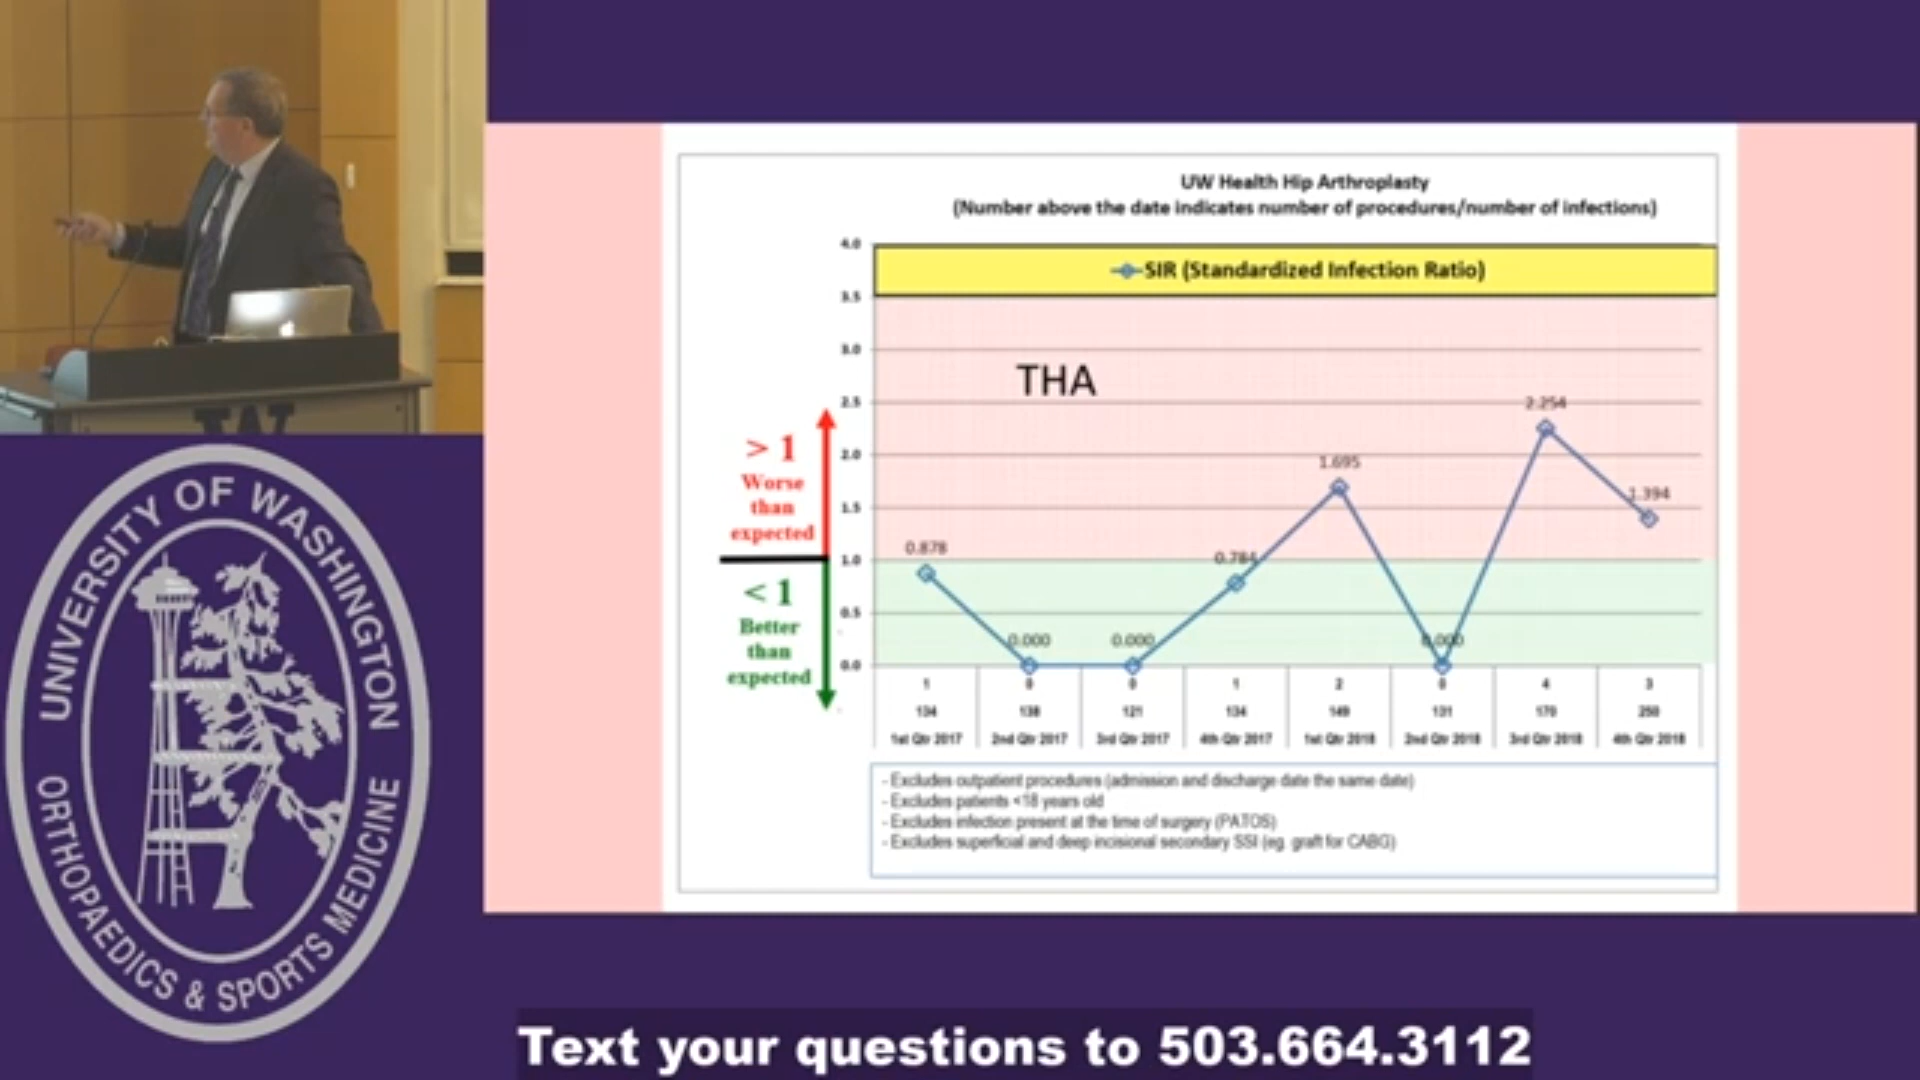 UW Health Hip Arthroplasty
(Number above the date indicates number of procedures/number of infections)
4.0
SIR (Standardized Infection Ratio)
3.5
3.0
THA
2.5
2.254
> 1
Worse
than
expected
2.0
1.695
1.5
1.394
1.0
0.878
0.784
< 1
Better
than
expected
0.5
0.000
0.000
0.000
0.0
1 0 0 1 2 0 4 3
134 138 121 134 149 131 170 250
1st Qtr 2017 2nd Qtr 2017 3rd Qtr 2017 4th Qtr 2017 1st Qtr 2018 2nd Qtr 2018 3rd Qtr 2018 4th Qtr 2018
- Excludes outpatient procedures (admission and discharge date the same date)
- Excludes patients <18 years old
- Excludes infection present at the time of surgery (PATOS)
- Excludes superficial and deep incisional secondary SSI (eg. graft for CABG)
UNIVERSITY OF WASHINGTON
ORTHOPAEDICS & SPORTS MEDICINE
Text your questions to 503.664.3112